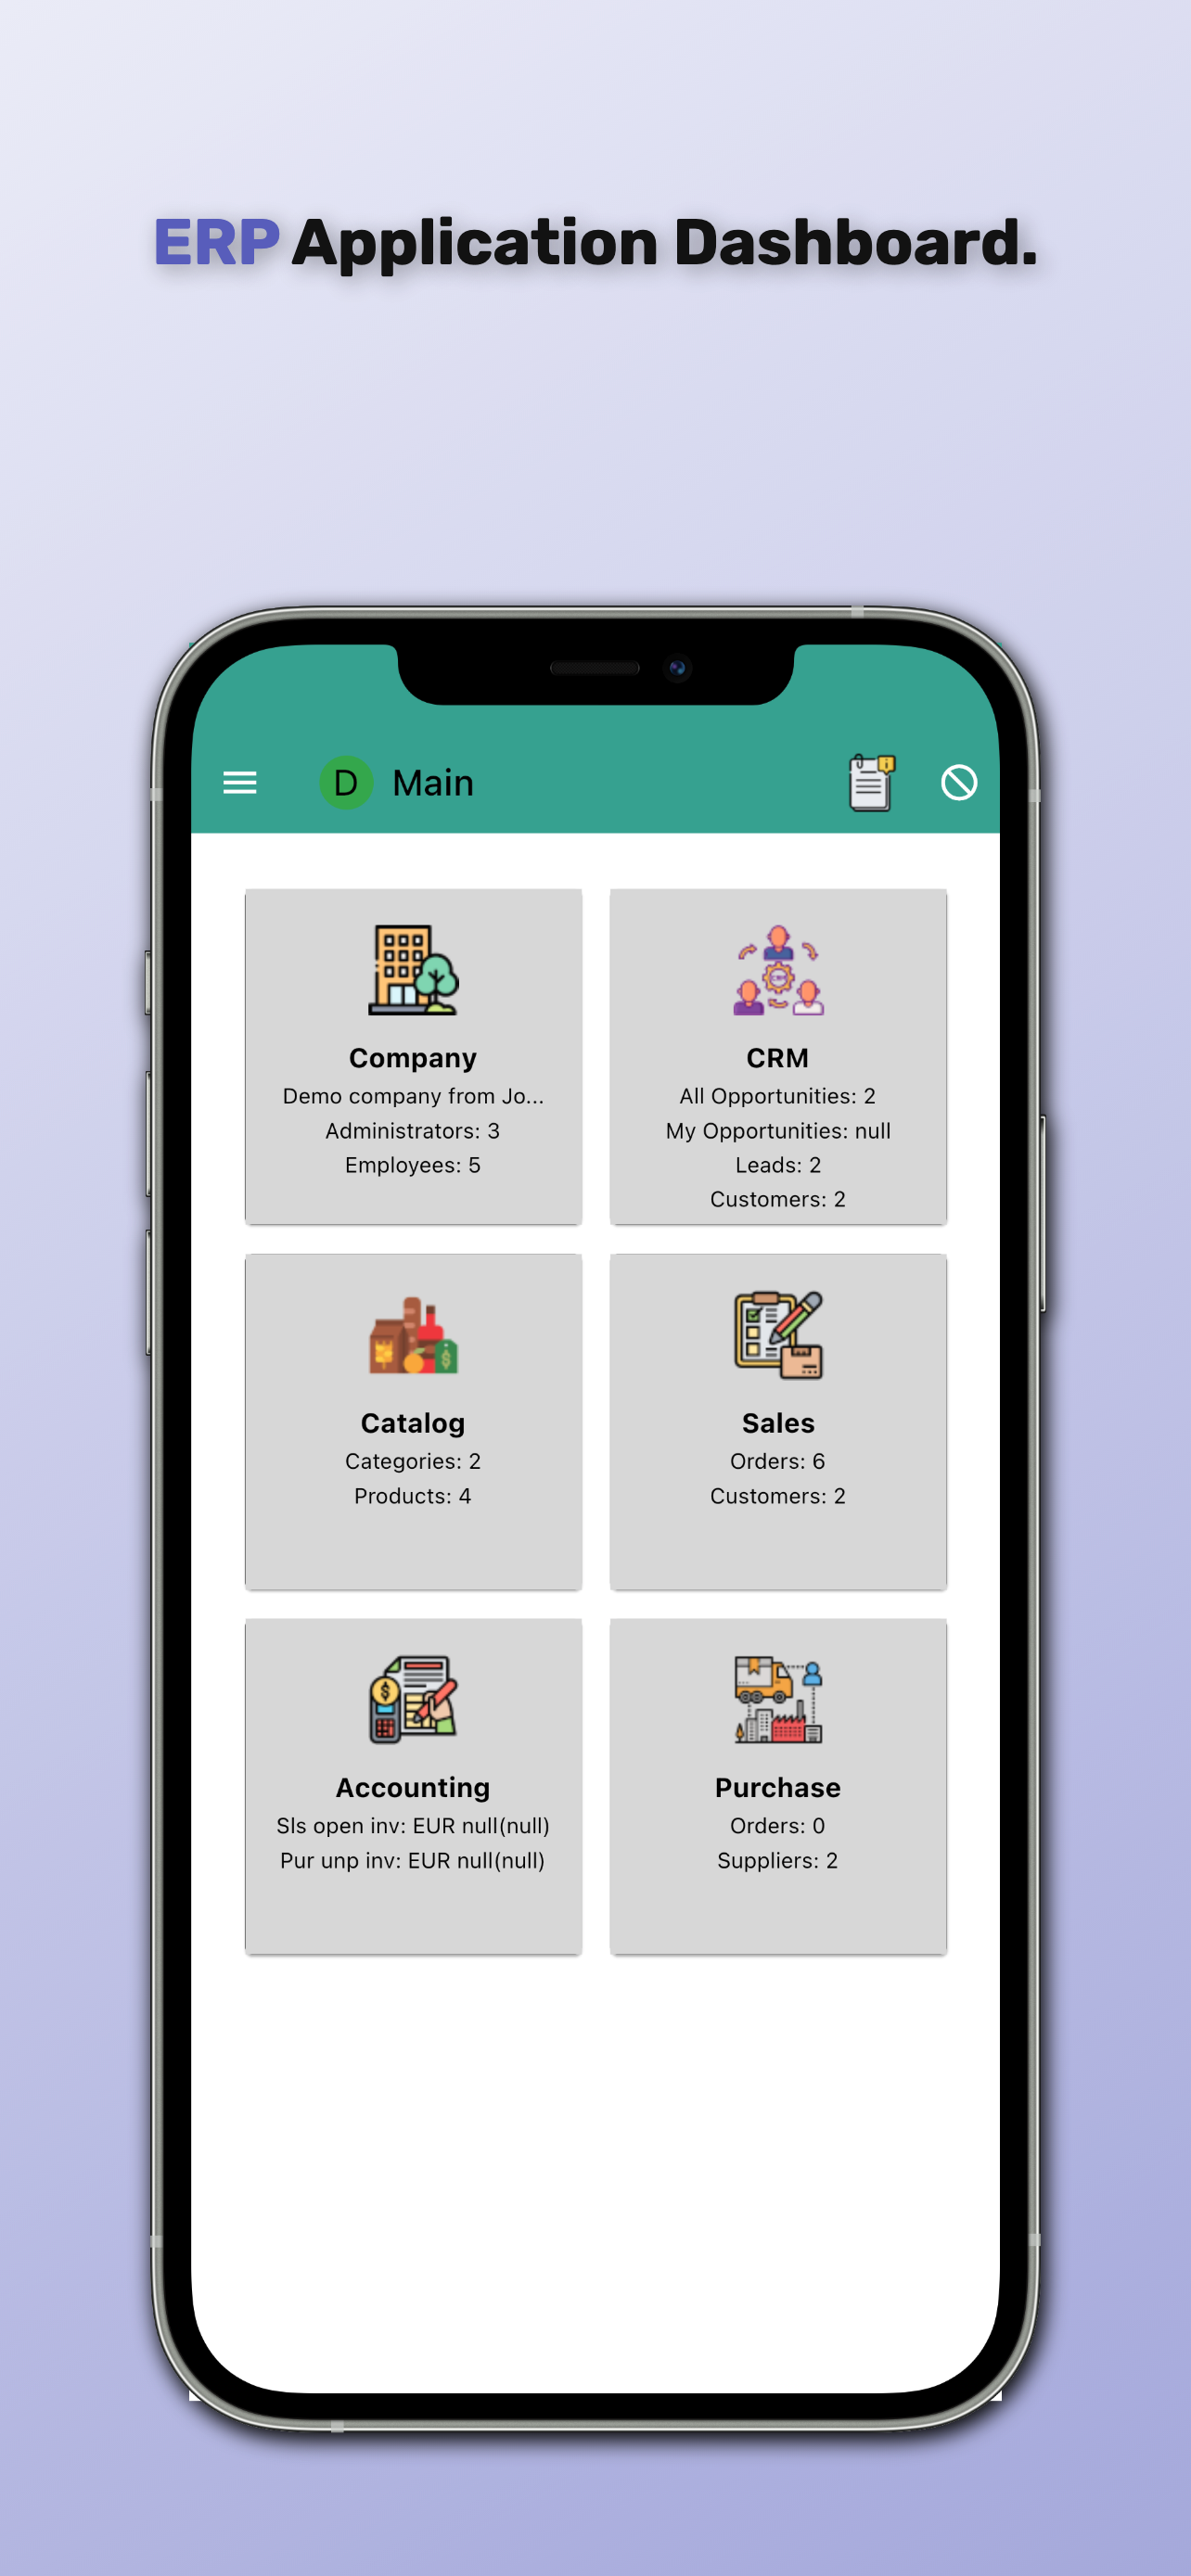 ERP Application Dashboard.
D Main
Company
Demo company from Jo...
Administrators: 3
Employees: 5
CRM
All Opportunities: 2
My Opportunities: null
Leads: 2
Customers: 2
Catalog
Categories: 2
Products: 4
Sales
Orders: 6
Customers: 2
Accounting
Sls open inv: EUR null(null)
Pur unp inv: EUR null(null)
Purchase
Orders: 0
Suppliers: 2